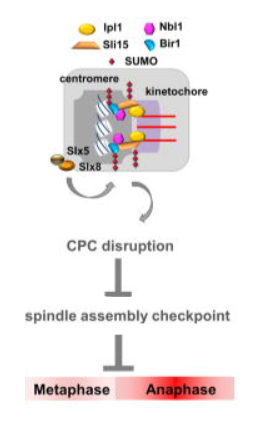 Ipl1 Nbl1
Sli15 Bir1
SUMO
centromere
kinetochore
Slx5
Slx8
CPC disruption
spindle assembly checkpoint
Metaphase Anaphase